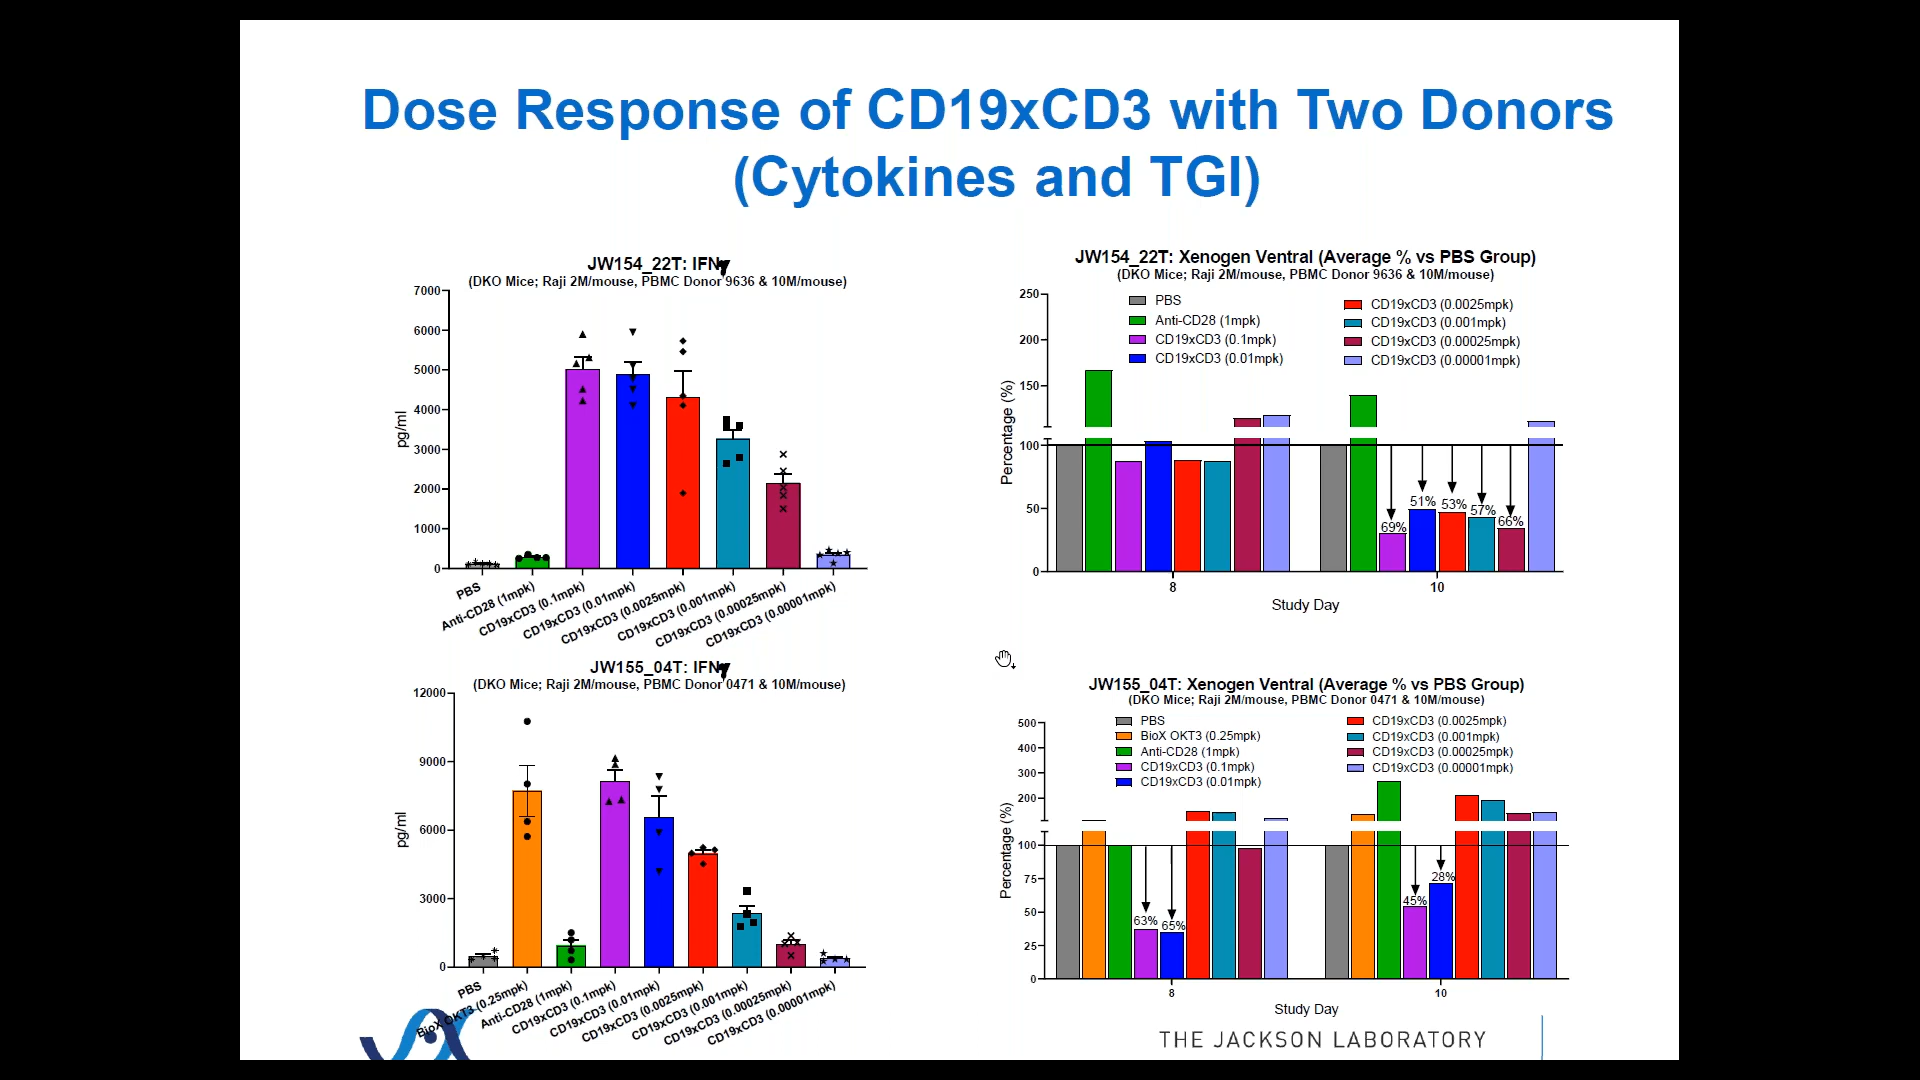 Dose Response of CD19xCD3 with Two Donors
(Cytokines and TGI)
JW154_22T: IFNγ
(DKO Mice; Raji 2M/mouse, PBMC Donor 9636 & 10M/mouse)
7000
6000
5000
4000
3000
2000
1000
0
pg/ml
PBS
Anti-CD28 (1mpk)
CD19xCD3 (0.1mpk)
CD19xCD3 (0.01mpk)
CD19xCD3 (0.0025mpk)
CD19xCD3 (0.001mpk)
CD19xCD3 (0.00025mpk)
CD19xCD3 (0.00001mpk)
JW154_22T: Xenogen Ventral (Average % vs PBS Group)
(DKO Mice; Raji 2M/mouse, PBMC Donor 9636 & 10M/mouse)
PBS
Anti-CD28 (1mpk)
CD19xCD3 (0.1mpk)
CD19xCD3 (0.01mpk)
CD19xCD3 (0.0025mpk)
CD19xCD3 (0.001mpk)
CD19xCD3 (0.00025mpk)
CD19xCD3 (0.00001mpk)
250
200
150
100
50
0
Percentage (%)
69%
51%
53%
57%
66%
8
10
Study Day
JW155_04T: IFNγ
(DKO Mice; Raji 2M/mouse, PBMC Donor 0471 & 10M/mouse)
12000
9000
6000
3000
0
pg/ml
PBS
BioX OKT3 (0.25mpk)
Anti-CD28 (1mpk)
CD19xCD3 (0.1mpk)
CD19xCD3 (0.01mpk)
CD19xCD3 (0.0025mpk)
CD19xCD3 (0.001mpk)
CD19xCD3 (0.00025mpk)
CD19xCD3 (0.00001mpk)
JW155_04T: Xenogen Ventral (Average % vs PBS Group)
(DKO Mice; Raji 2M/mouse, PBMC Donor 0471 & 10M/mouse)
PBS
BioX OKT3 (0.25mpk)
Anti-CD28 (1mpk)
CD19xCD3 (0.1mpk)
CD19xCD3 (0.01mpk)
CD19xCD3 (0.0025mpk)
CD19xCD3 (0.001mpk)
CD19xCD3 (0.00025mpk)
CD19xCD3 (0.00001mpk)
500
400
300
200
100
75
50
25
0
Percentage (%)
63%
65%
45%
28%
8
10
Study Day
THE JACKSON LABORATORY